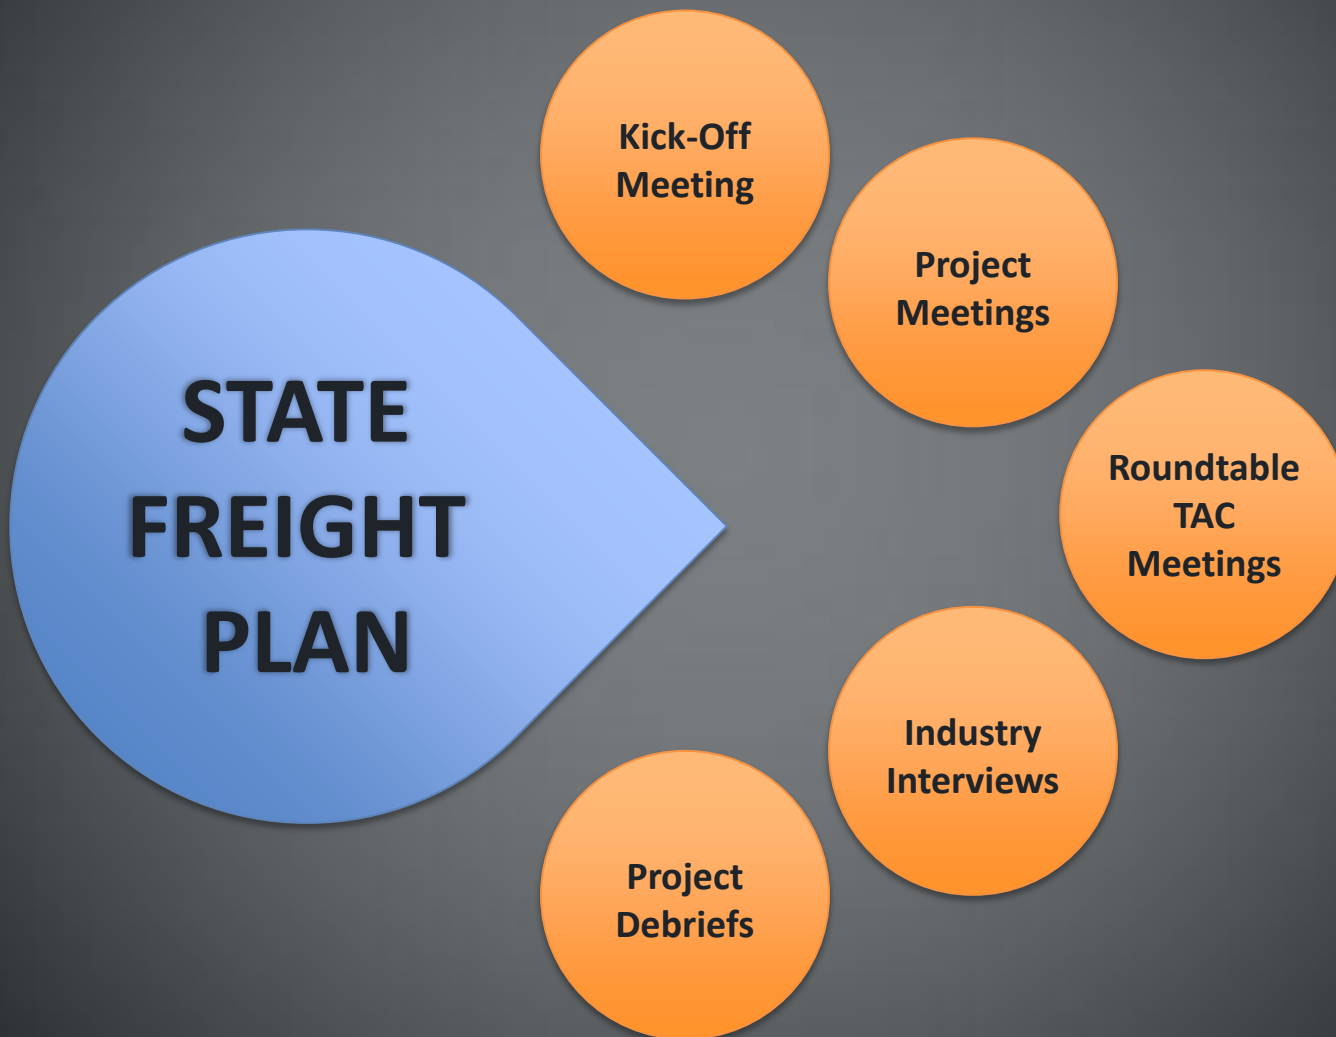 STATE
FREIGHT
PLAN
Kick-Off
Meeting
Project
Meetings
Roundtable
TAC
Meetings
Industry
Interviews
Project
Debriefs